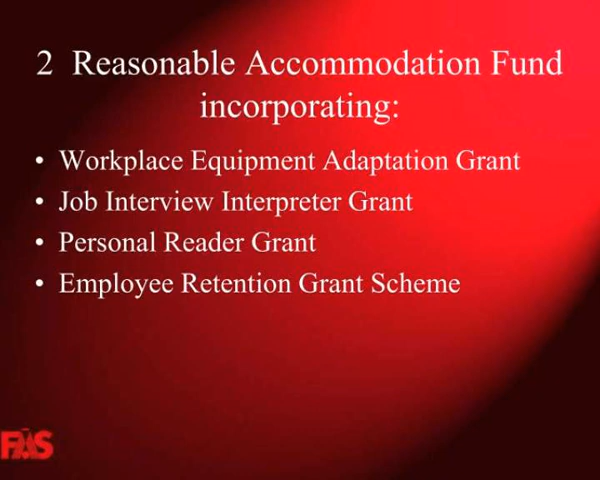 2 Reasonable Accommodation Fund
incorporating:
• Workplace Equipment Adaptation Grant
• Job Interview Interpreter Grant
• Personal Reader Grant
• Employee Retention Grant Scheme
FÁS